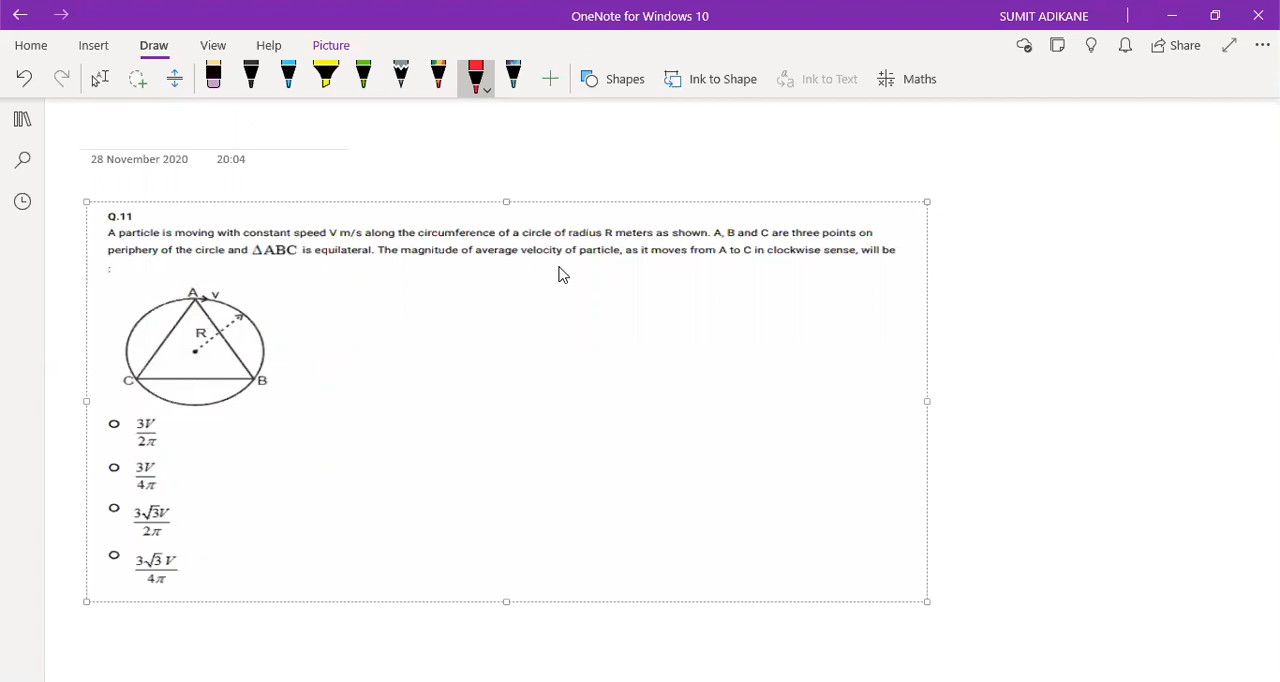 OneNote for Windows 10
SUMIT ADIKANE
Home Insert Draw View Help Picture
Share
Shapes Ink to Shape Ink to Text Maths
28 November 2020 20:04
Q.11
A particle is moving with constant speed V m/s along the circumference of a circle of radius R meters as shown. A, B and C are three points on
periphery of the circle and ΔABC is equilateral. The magnitude of average velocity of particle, as it moves from A to C in clockwise sense, will be
:
A v
R
C B
3V
2π
3V
4π
3√3V
2π
3√3 V
4π